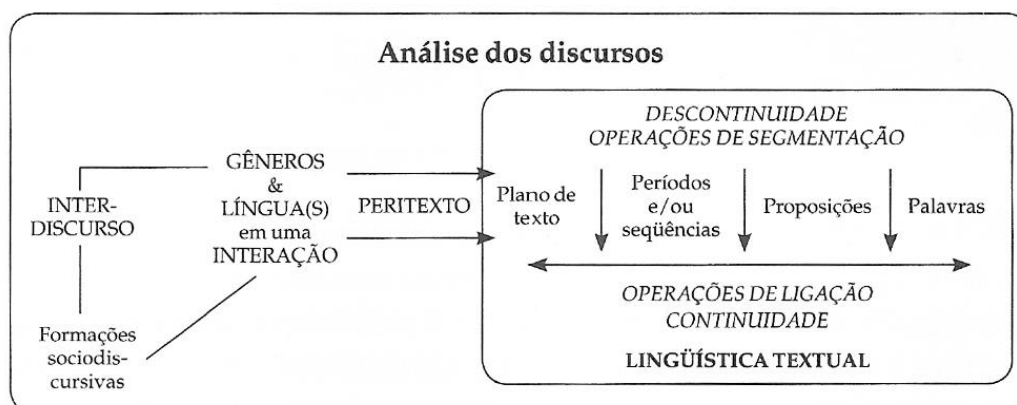 Análise dos discursos
INTER-
DISCURSO
Formações
sociodis-
cursivas
GÊNEROS
&
LÍNGUA(S)
em uma
INTERAÇÃO
PERITEXTO
DESCONTINUIDADE
OPERAÇÕES DE SEGMENTAÇÃO
Plano de
texto
Períodos
e/ou
seqüências
Proposições
Palavras
OPERAÇÕES DE LIGAÇÃO
CONTINUIDADE
LINGÜÍSTICA TEXTUAL